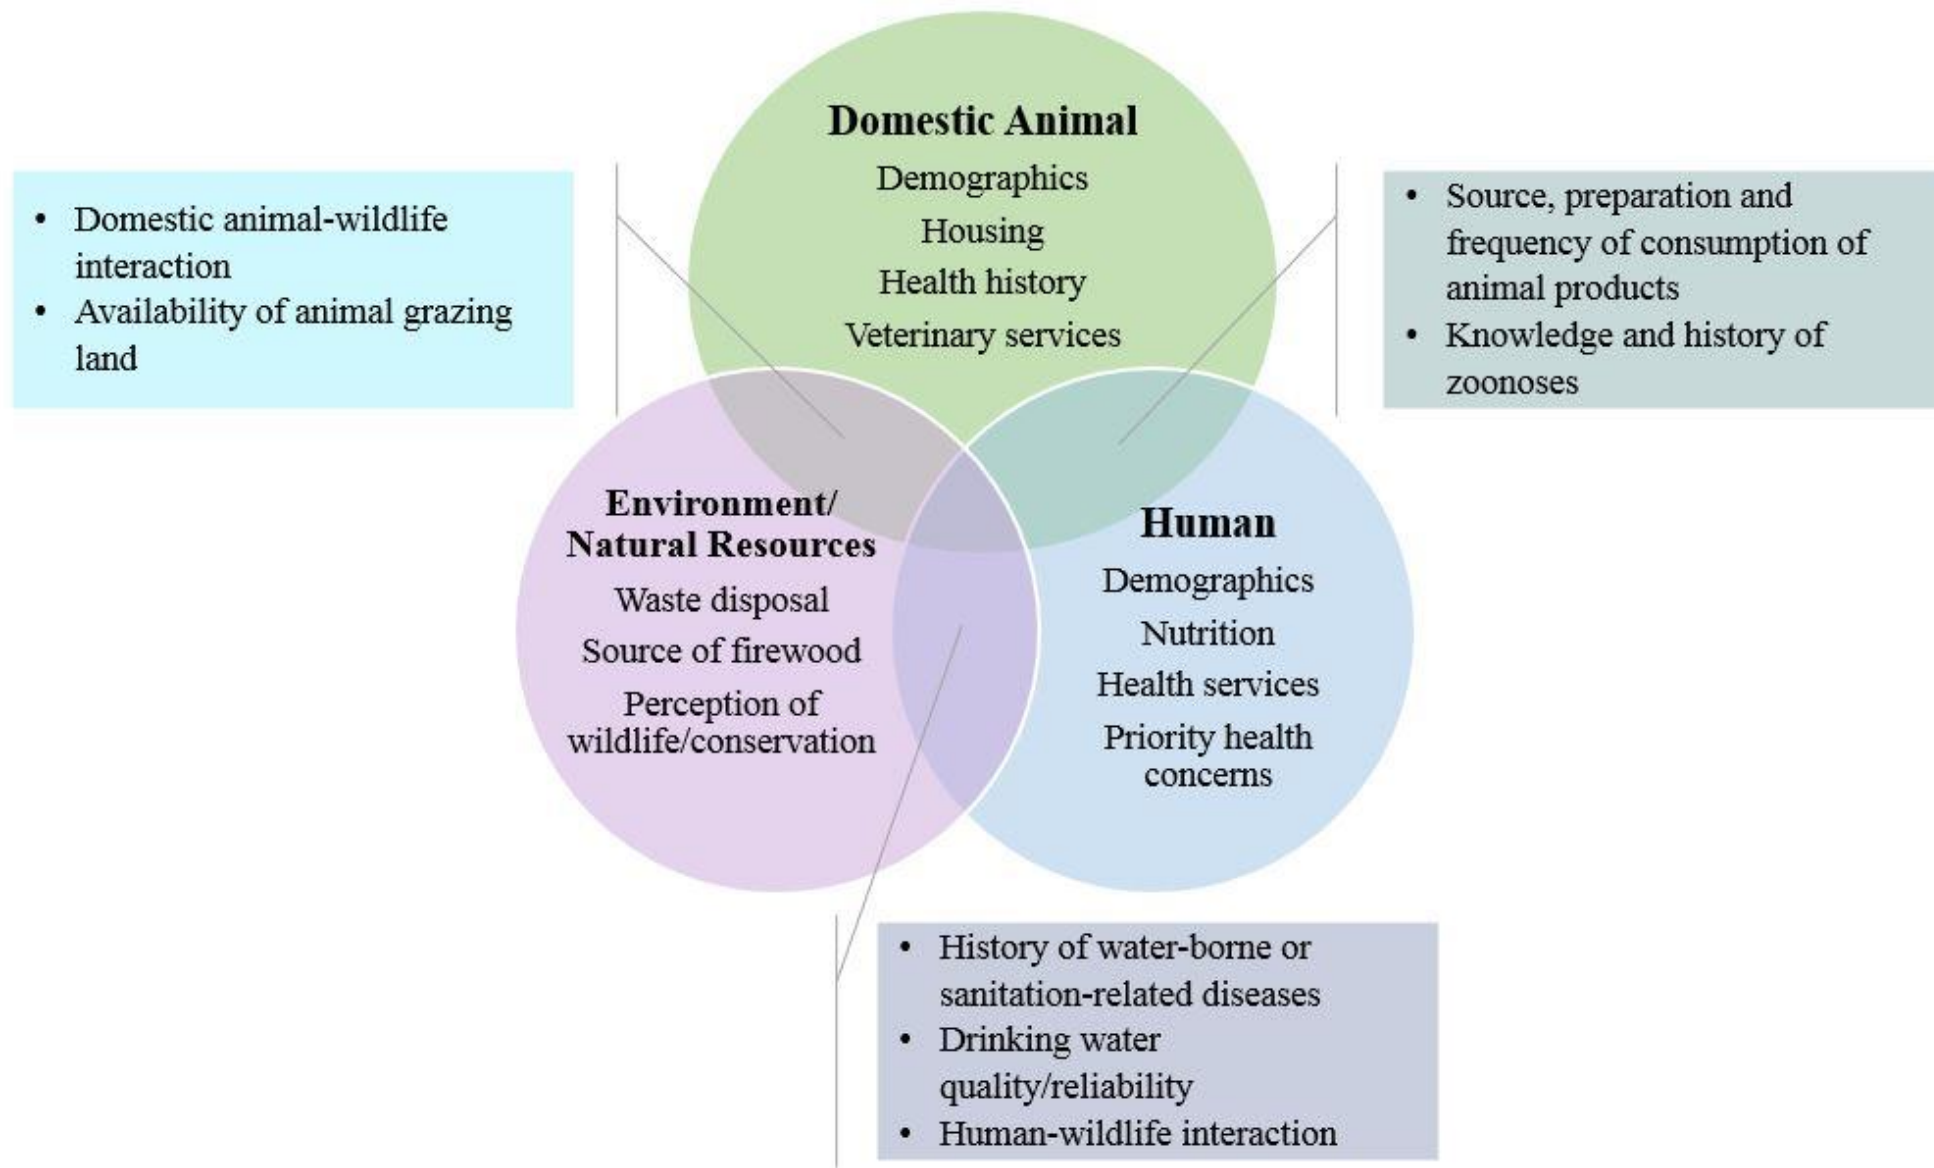 Domestic Animal
Demographics
Housing
Health history
Veterinary services
• Domestic animal-wildlife
interaction
• Availability of animal grazing
land
• Source, preparation and
frequency of consumption of
animal products
• Knowledge and history of
zoonoses
Environment/
Natural Resources
Waste disposal
Source of firewood
Perception of
wildlife/conservation
Human
Demographics
Nutrition
Health services
Priority health
concerns
• History of water-borne or
sanitation-related diseases
• Drinking water
quality/reliability
• Human-wildlife interaction